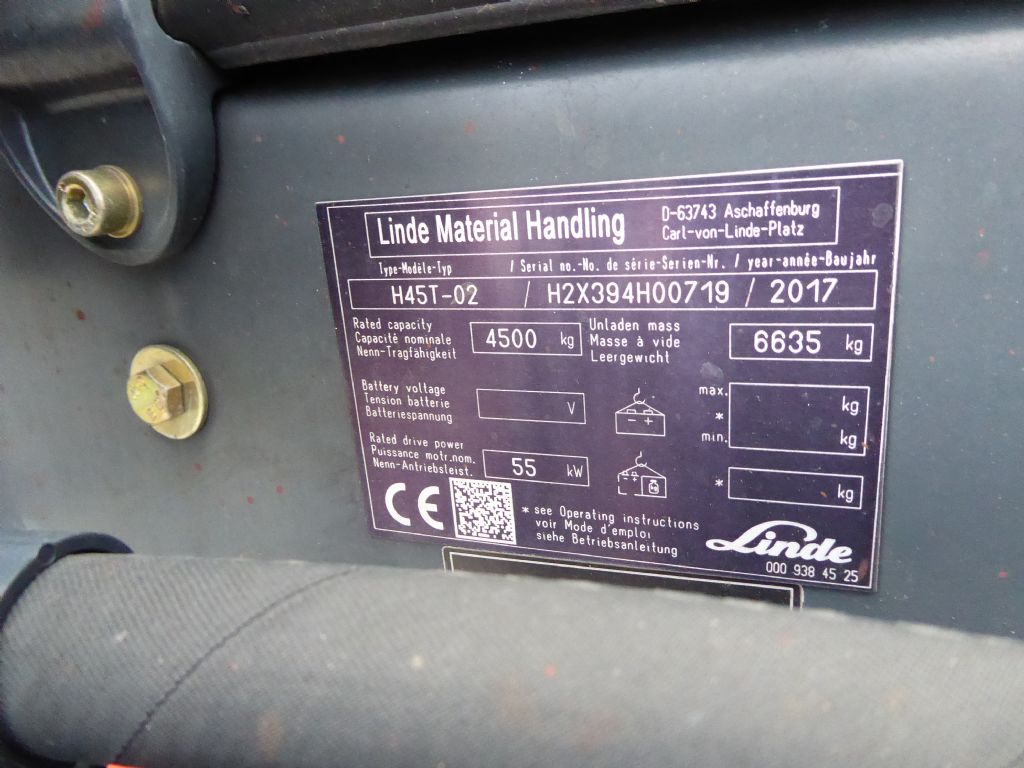 Linde Material Handling
D-63743 Aschaffenburg
Carl-von-Linde-Platz
Type-Modèle-Typ / Serial no.-No. de série-Serien-Nr. / year-année-Baujahr
H45T-02 / H2X394H00719 / 2017
Rated capacity
Capacité nominale
Nenn-Tragfähigkeit
4500 kg
Unladen mass
Masse à vide
Leergewicht
6635 kg
Battery voltage
Tension batterie
Batteriespannung
V
- +
max.
*
min.
kg
kg
Rated drive power
Puissance motr.nom.
Nenn-Antriebsleist.
55 kW
* kg
CE
* see Operating instructions
voir Mode d'emploi
siehe Betriebsanleitung
Linde
000 938 45 25